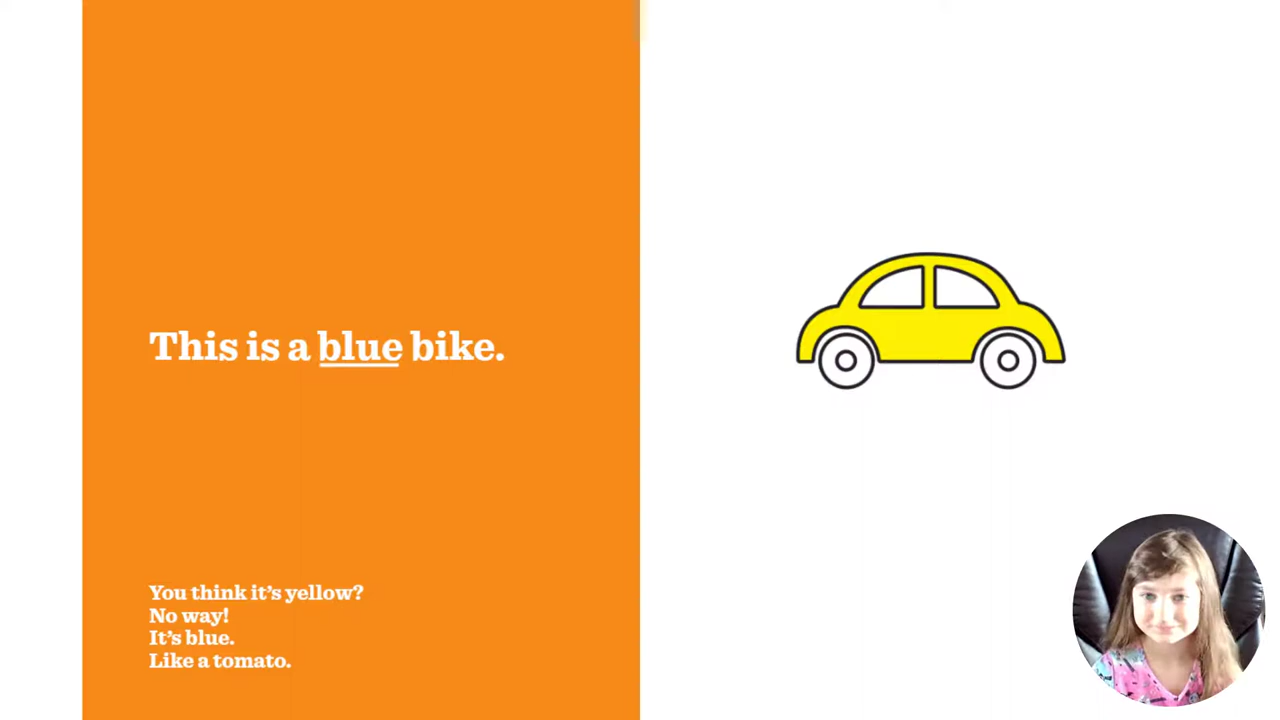 This is a blue bike.
You think it's yellow?
No way!
It's blue.
Like a tomato.